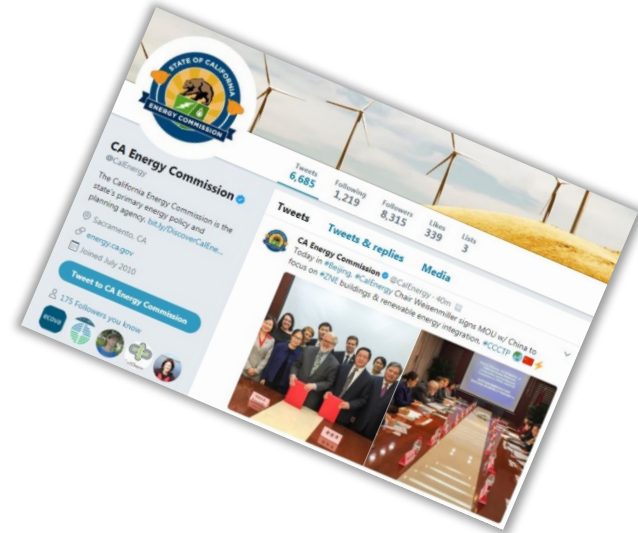 STATE OF CALIFORNIA
ENERGY COMMISSION
CA Energy Commission
@CalEnergy
The California Energy Commission is the
state's primary energy policy and
planning agency. bit.ly/DiscoverCalEne...
Sacramento, CA
energy.ca.gov
Joined July 2010
Tweet to CA Energy Commission
175 Followers you know
ecova
Tweets
6,685
Following
1,219
Followers
8,315
Likes
339
Lists
3
Tweets
Tweets & replies
Media
CA Energy Commission @CalEnergy · 40m
Today in #Beijing, #CalEnergy Chair Weisenmiller signs MOU w/ China to
focus on #ZNE buildings & renewable energy integration. #CCCTP